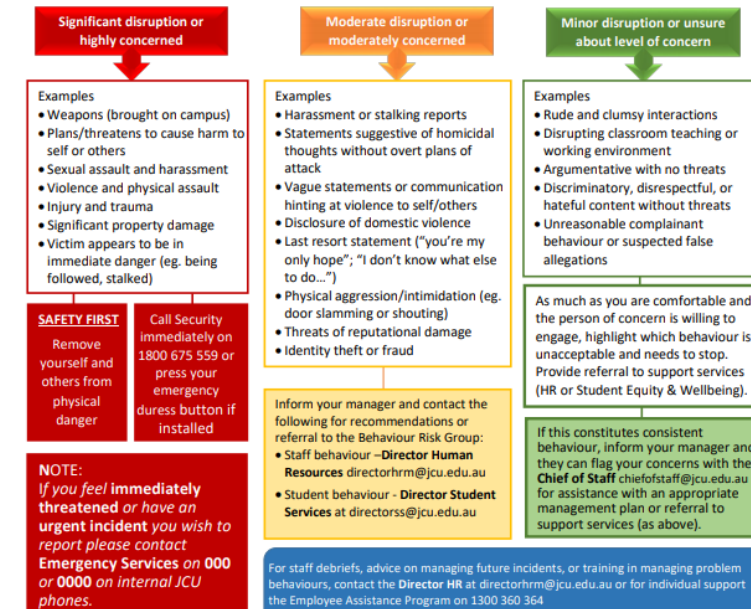 Significant disruption or
highly concerned
Examples
• Weapons (brought on campus)
• Plans/threatens to cause harm to
self or others
• Sexual assault and harassment
• Violence and physical assault
• Injury and trauma
• Significant property damage
• Victim appears to be in
immediate danger (eg. being
followed, stalked)
SAFETY FIRST
Remove
yourself and
others from
physical
danger
Call Security
immediately on
1800 675 559 or
press your
emergency
duress button if
installed
NOTE:
If you feel immediately
threatened or have an
urgent incident you wish to
report please contact
Emergency Services on 000
or 0000 on internal JCU
phones.
Moderate disruption or
moderately concerned
Examples
• Harassment or stalking reports
• Statements suggestive of homicidal
thoughts without overt plans of
attack
• Vague statements or communication
hinting at violence to self/others
• Disclosure of domestic violence
• Last resort statement ("you're my
only hope"; "I don't know what else
to do…")
• Physical aggression/intimidation (eg.
door slamming or shouting)
• Threats of reputational damage
• Identity theft or fraud
Inform your manager and contact the
following for recommendations or
referral to the Behaviour Risk Group:
• Staff behaviour –Director Human
Resources directorhrm@jcu.edu.au
• Student behaviour - Director Student
Services at directorss@jcu.edu.au
Minor disruption or unsure
about level of concern
Examples
• Rude and clumsy interactions
• Disrupting classroom teaching or
working environment
• Argumentative with no threats
• Discriminatory, disrespectful, or
hateful content without threats
• Unreasonable complainant
behaviour or suspected false
allegations
As much as you are comfortable and
the person of concern is willing to
engage, highlight which behaviour is
unacceptable and needs to stop.
Provide referral to support services
(HR or Student Equity & Wellbeing).
If this constitutes consistent
behaviour, inform your manager and
they can flag your concerns with the
Chief of Staff chiefofstaff@jcu.edu.au
for assistance with an appropriate
management plan or referral to
support services (as above).
For staff debriefs, advice on managing future incidents, or training in managing problem
behaviours, contact the Director HR at directorhrm@jcu.edu.au or for individual support
the Employee Assistance Program on 1300 360 364